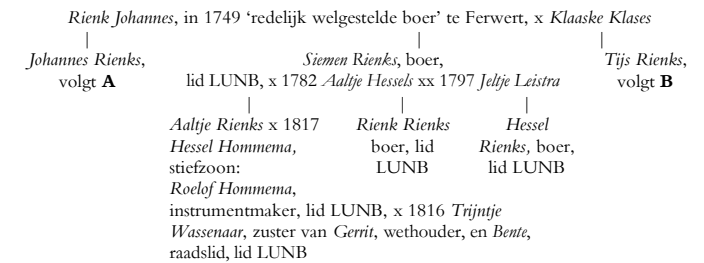 Rienk Johannes, in 1749 ‘redelijk welgestelde boer’ te Ferwert, x Klaaske Klases
| | |
Johannes Rienks, Siemen Rienks, boer, Tijs Rienks,
volgt A lid LUNB, x 1782 Aaltje Hessels xx 1797 Jeltje Leistra volgt B
| | |
Aaltje Rienks x 1817 Rienk Rienks Hessel
Hessel Hommema, boer, lid Rienks, boer,
stiefzoon: LUNB lid LUNB
Roelof Hommema,
instrumentmaker, lid LUNB, x 1816 Trijntje
Wassenaar, zuster van Gerrit, wethouder, en Bente,
raadslid, lid LUNB